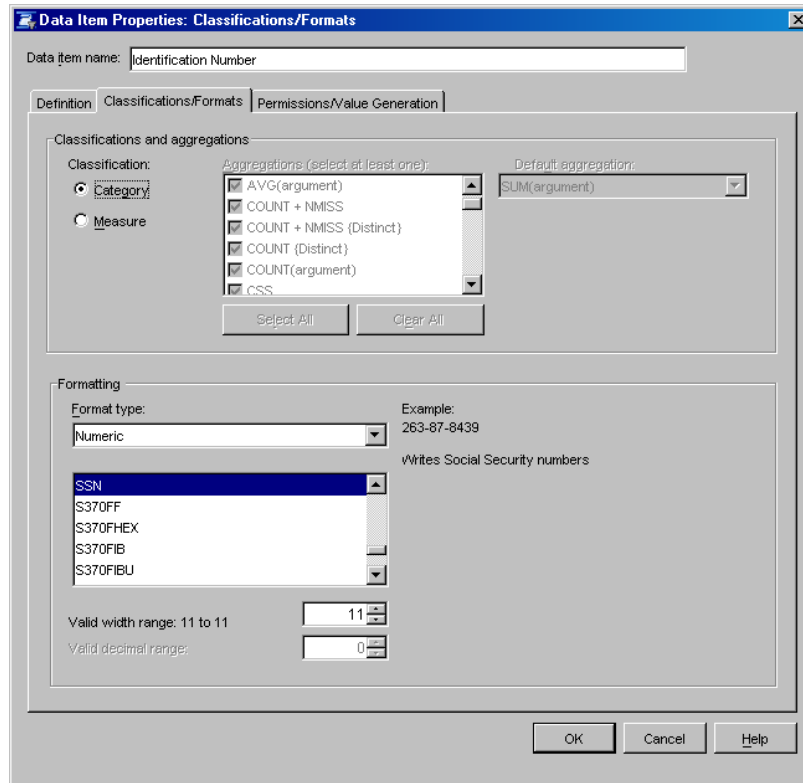 Data Item Properties: Classifications/Formats
Data item name: Identification Number
Definition Classifications/Formats Permissions/Value Generation
Classifications and aggregations
Classification: Aggregations (select at least one): Default aggregation:
Category AVG(argument) SUM(argument)
COUNT + NMISS
Measure COUNT + NMISS {Distinct}
COUNT {Distinct}
COUNT(argument)
CSS
Select All Clear All
Formatting
Format type: Example:
Numeric 263-87-8439
Writes Social Security numbers
SSN
S370FF
S370FHEX
S370FIB
S370FIBU
Valid width range: 11 to 11 11
Valid decimal range: 0
OK Cancel Help